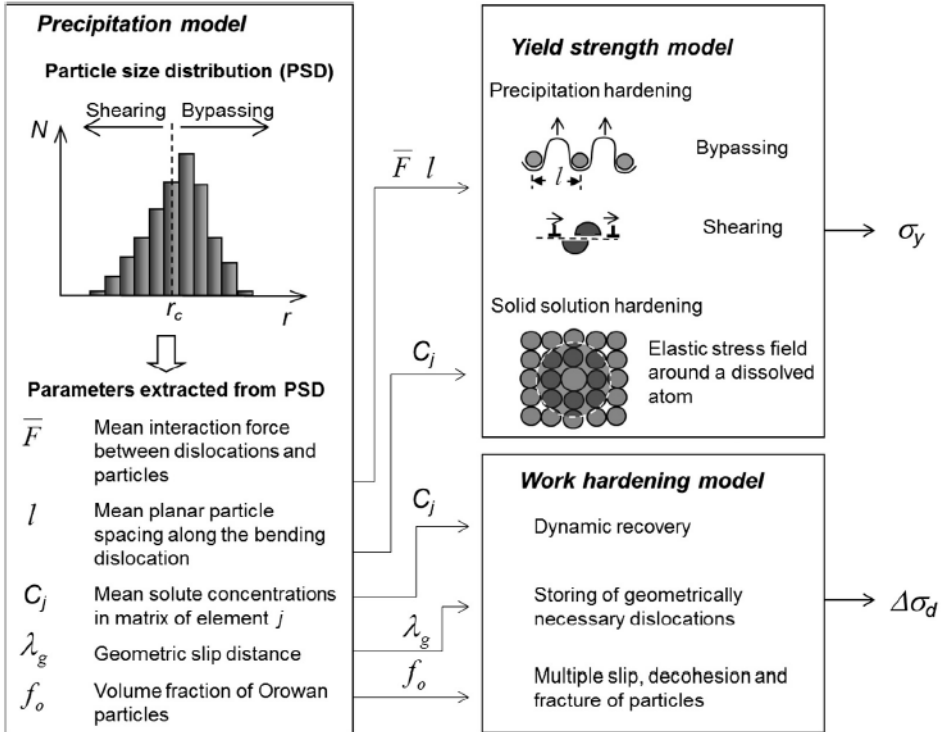 Precipitation model
Particle size distribution (PSD)
Shearing Bypassing
N
r_c
r
Parameters extracted from PSD
F̅ Mean interaction force
between dislocations and
particles
l Mean planar particle
spacing along the bending
dislocation
C_j Mean solute concentrations
in matrix of element j
λ_g Geometric slip distance
f_o Volume fraction of Orowan
particles
F̅ l
C_j
C_j
λ_g
f_o
Yield strength model
Precipitation hardening
Bypassing
l
Shearing
Solid solution hardening
Elastic stress field
around a dissolved
atom
σ_y
Work hardening model
Dynamic recovery
Storing of geometrically
necessary dislocations
Multiple slip, decohesion and
fracture of particles
Δσ_d